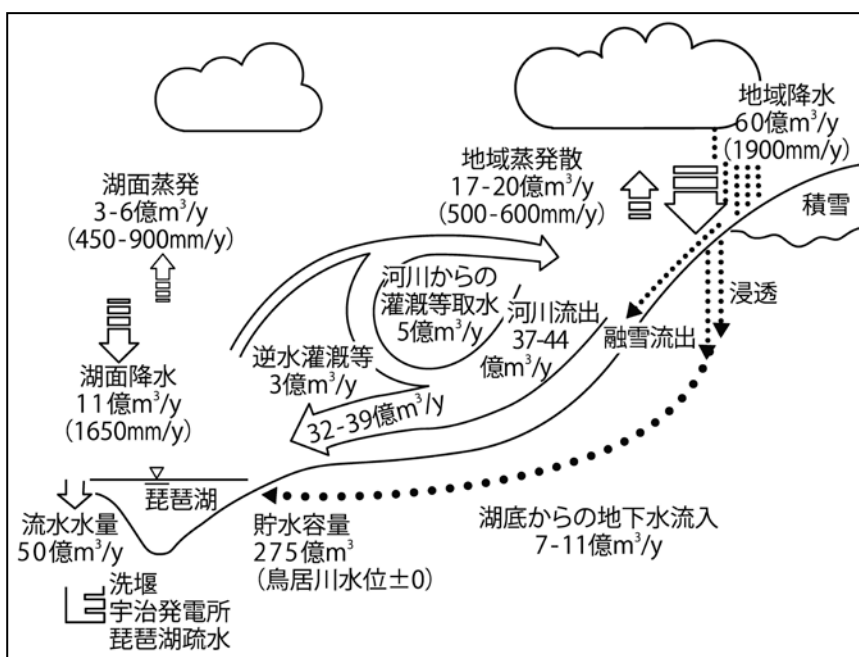 地域降水
60億m³/y
(1900mm/y)
地域蒸発散
17-20億m³/y
(500-600mm/y)
積雪
湖面蒸発
3-6億m³/y
(450-900mm/y)
浸透
河川からの
灌漑等取水
5億m³/y
河川流出
37-44
億m³/y
融雪流出
逆水灌漑等
3億m³/y
32-39億m³/y
湖面降水
11億m³/y
(1650mm/y)
琵琶湖
流水水量
50億m³/y
貯水容量
275億m³
(鳥居川水位±0)
湖底からの地下水流入
7-11億m³/y
洗堰
宇治発電所
琵琶湖疏水